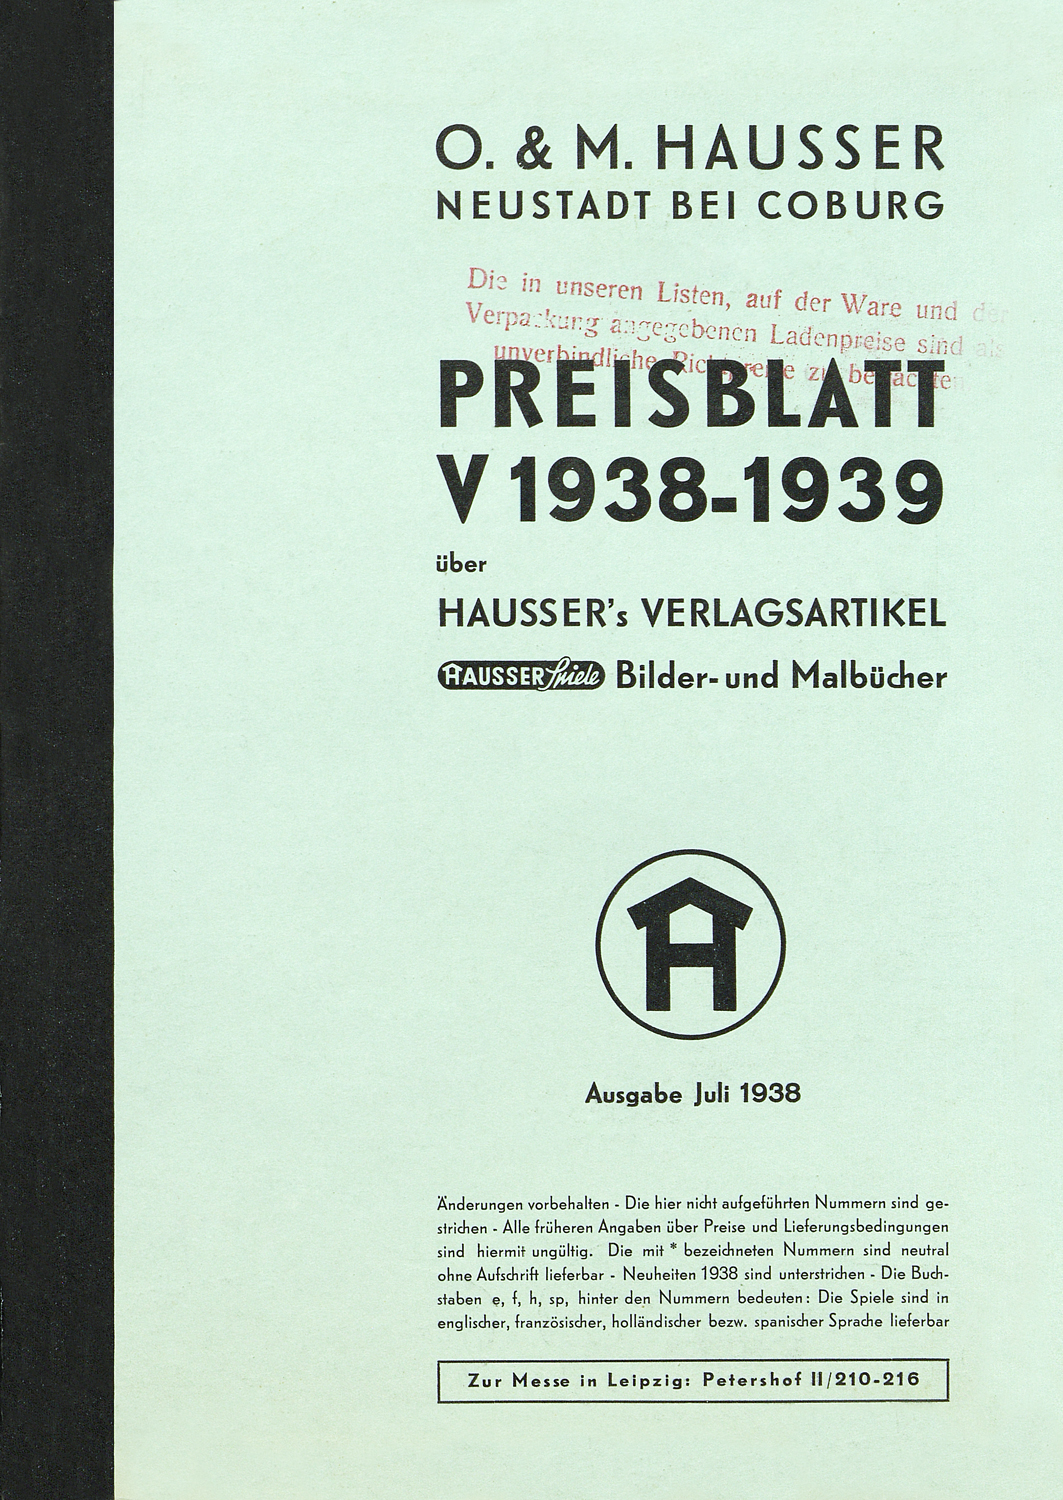 O. & M. HAUSSER
NEUSTADT BEI COBURG
Die in unseren Listen, auf der Ware und der
Verpackung angegebenen Ladenpreise sind als
unverbindliche Richtpreise zu betrachten
PREISBLATT
V 1938-1939
über
HAUSSER's VERLAGSARTIKEL
HAUSSER Spiele Bilder- und Malbücher
Ausgabe Juli 1938
Änderungen vorbehalten - Die hier nicht aufgeführten Nummern sind ge-
strichen - Alle früheren Angaben über Preise und Lieferungsbedingungen
sind hiermit ungültig. Die mit * bezeichneten Nummern sind neutral
ohne Aufschrift lieferbar - Neuheiten 1938 sind unterstrichen - Die Buch-
staben e, f, h, sp, hinter den Nummern bedeuten: Die Spiele sind in
englischer, französischer, holländischer bezw. spanischer Sprache lieferbar
Zur Messe in Leipzig: Petershof II/210-216